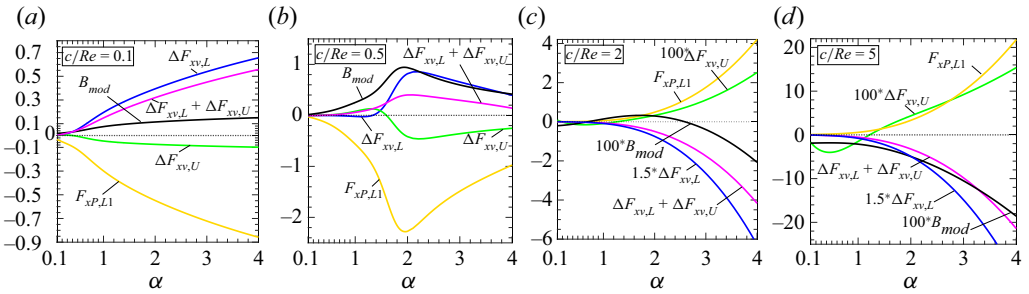 (a)
c/Re = 0.1
0.7
0.5
0.3
0.1
0
−0.1
−0.3
−0.5
−0.7
−0.9
ΔF_{xv,L}
B_{mod}
ΔF_{xv,L} + ΔF_{xv,U}
ΔF_{xv,U}
F_{xP,L1}
0.1 1 2 3 4
α
(b)
c/Re = 0.5
1
0
−1
−2
ΔF_{xv,L} + ΔF_{xv,U}
B_{mod}
ΔF_{xv,L}
ΔF_{xv,U}
F_{xP,L1}
0.1 1 2 3 4
α
(c)
c/Re = 2
4
2
0
−2
−4
−6
100*ΔF_{xv,U}
F_{xP,L1}
100*B_{mod}
1.5*ΔF_{xv,L}
ΔF_{xv,L} + ΔF_{xv,U}
0.1 1 2 3 4
α
(d)
c/Re = 5
20
10
0
−10
−20
F_{xP,L1}
100*ΔF_{xv,U}
ΔF_{xv,L} + ΔF_{xv,U}
1.5*ΔF_{xv,L}
100*B_{mod}
0.1 1 2 3 4
α